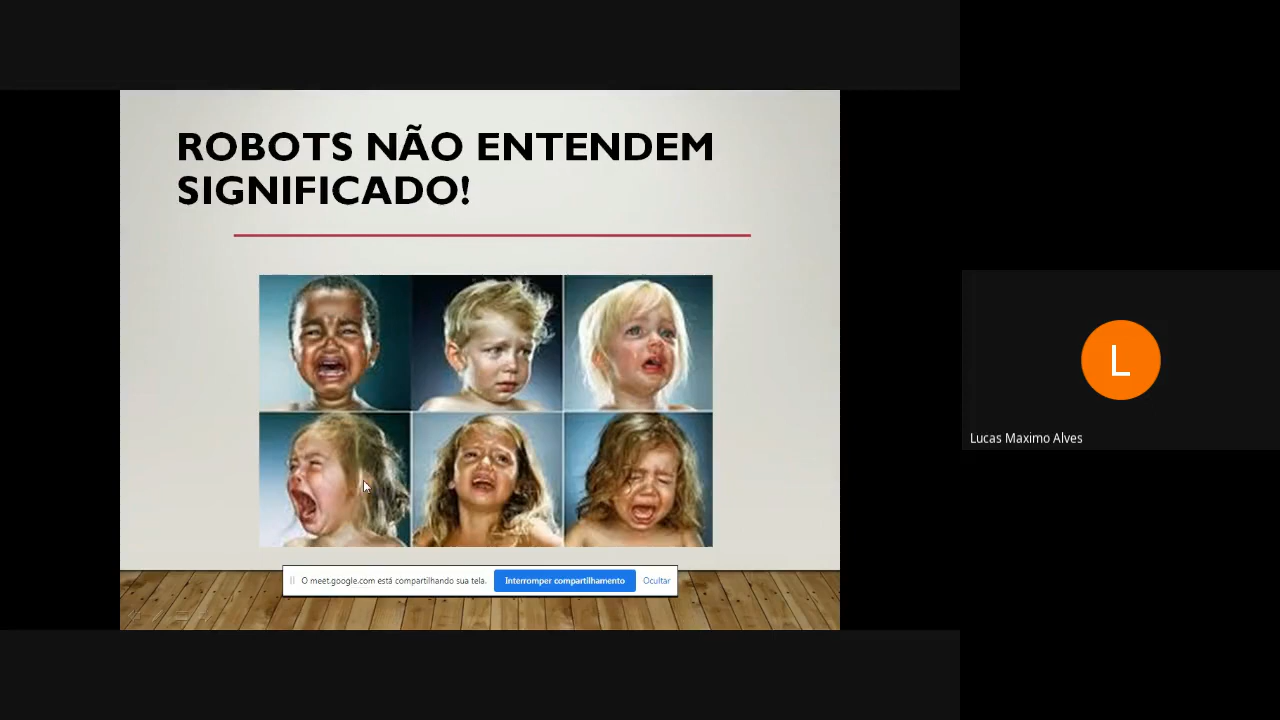 ROBOTS NÃO ENTENDEM
SIGNIFICADO!
L
Lucas Maximo Alves
O meet.google.com está compartilhando sua tela.
Interromper compartilhamento
Ocultar